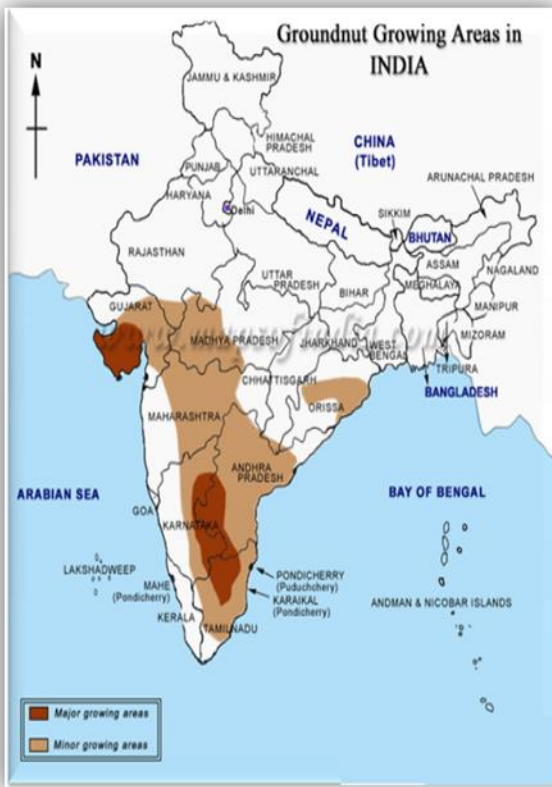 Groundnut Growing Areas in
INDIA
N
JAMMU & KASHMIR
HIMACHAL
PRADESH
CHINA
(Tibet)
PAKISTAN
PUNJAB
UTTARANCHAL
ARUNACHAL PRADESH
HARYANA
Delhi
SIKKIM
NEPAL
BHUTAN
RAJASTHAN
ASSAM
NAGALAND
UTTAR
PRADESH
BIHAR
MEGHALAYA
MANIPUR
GUJARAT
MIZORAM
MADHYA PRADESH
JHARKHAND
WEST
BENGAL
TRIPURA
CHHATTISGARH
BANGLADESH
ORISSA
MAHARASHTRA
ANDHRA
PRADESH
ARABIAN SEA
BAY OF BENGAL
GOA
KARNATAKA
LAKSHADWEEP
MAHE
(Pondicherry)
PONDICHERRY
(Puduchchery)
KARAIKAL
(Pondicherry)
ANDMAN & NICOBAR ISLANDS
KERALA
TAMILNADU
Major growing areas
Minor growing areas